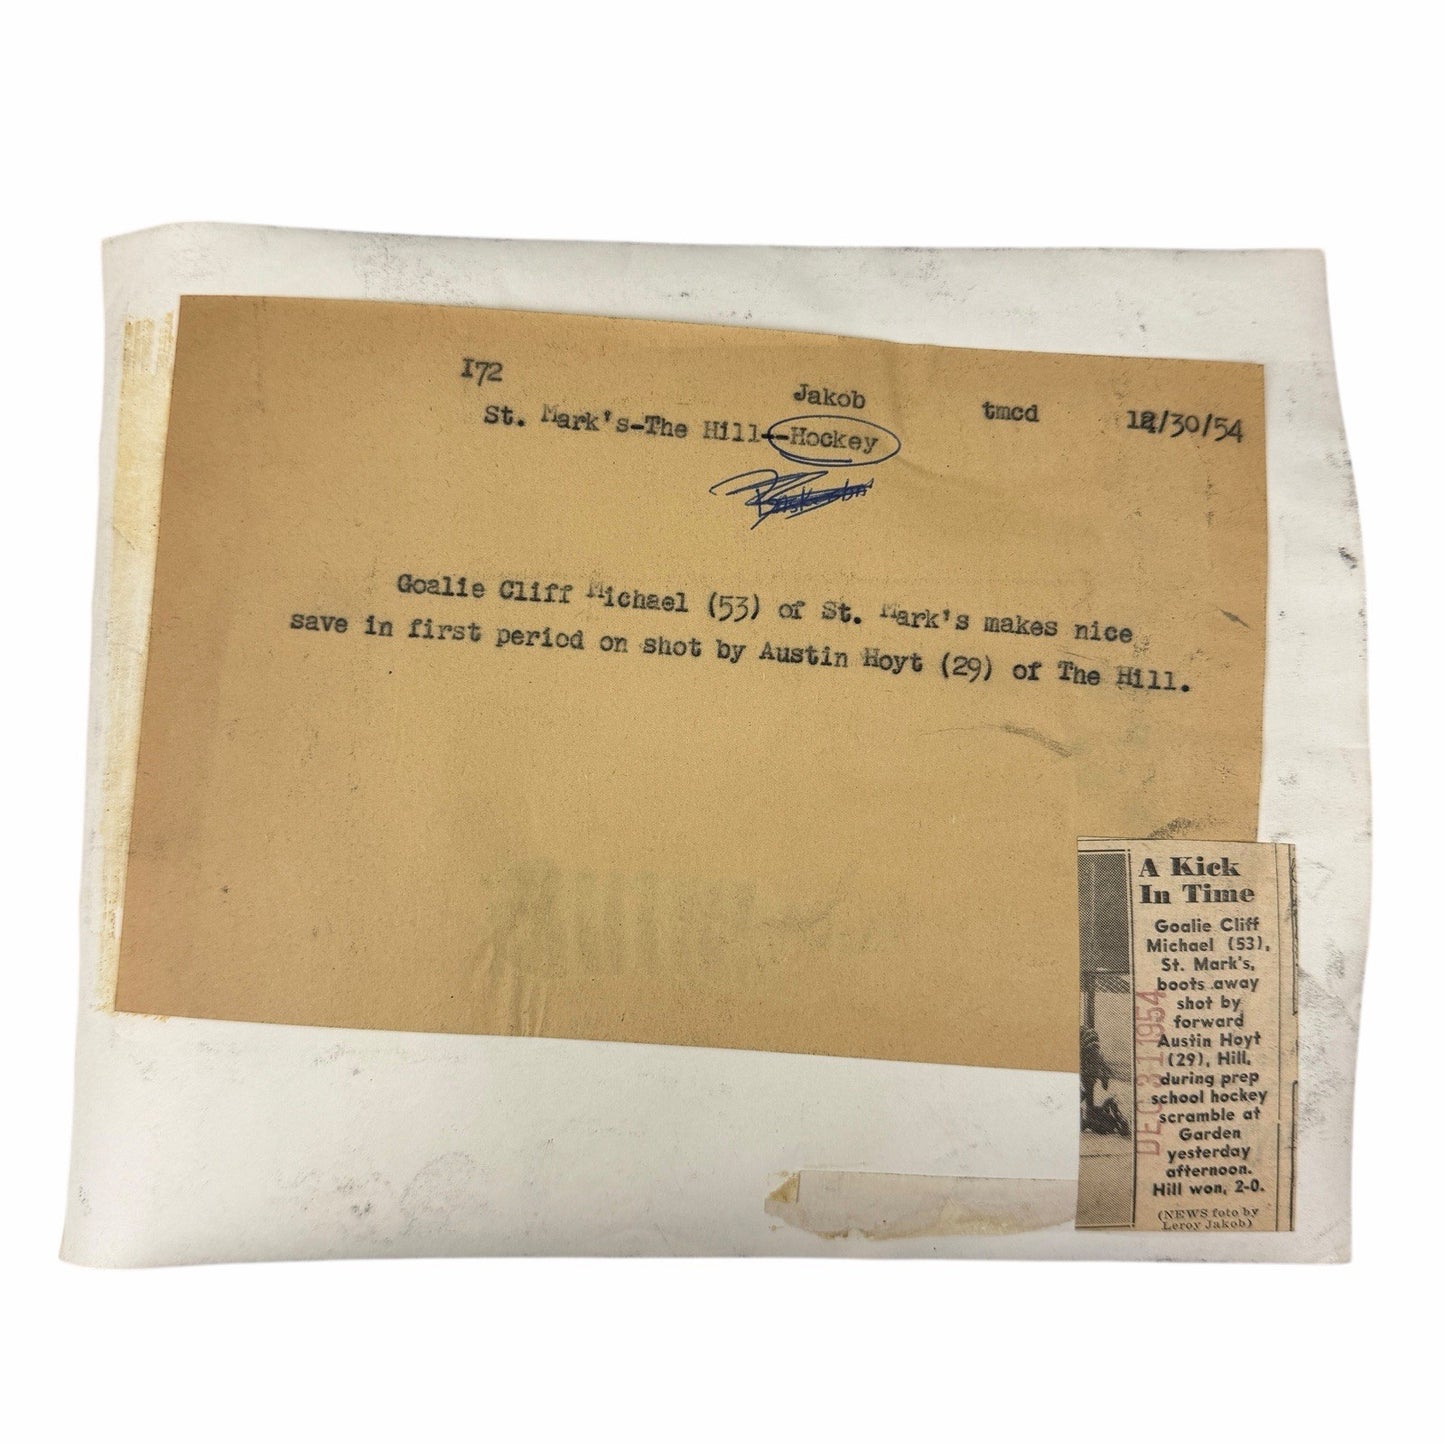 I72
Jakob
tmcd
12/30/54
St. Mark's-The Hill--Hockey
Goalie Cliff Michael (53) of St. Mark's makes nice
save in first period on shot by Austin Hoyt (29) of The Hill.
A Kick
In Time
Goalie Cliff
Michael (53),
St. Mark's,
boots away
shot by
forward
Austin Hoyt
(29), Hill,
during prep
school hockey
scramble at
Garden
yesterday
afternoon.
Hill won, 2-0.
(NEWS foto by
Leroy Jakob)
DEC 31 1954